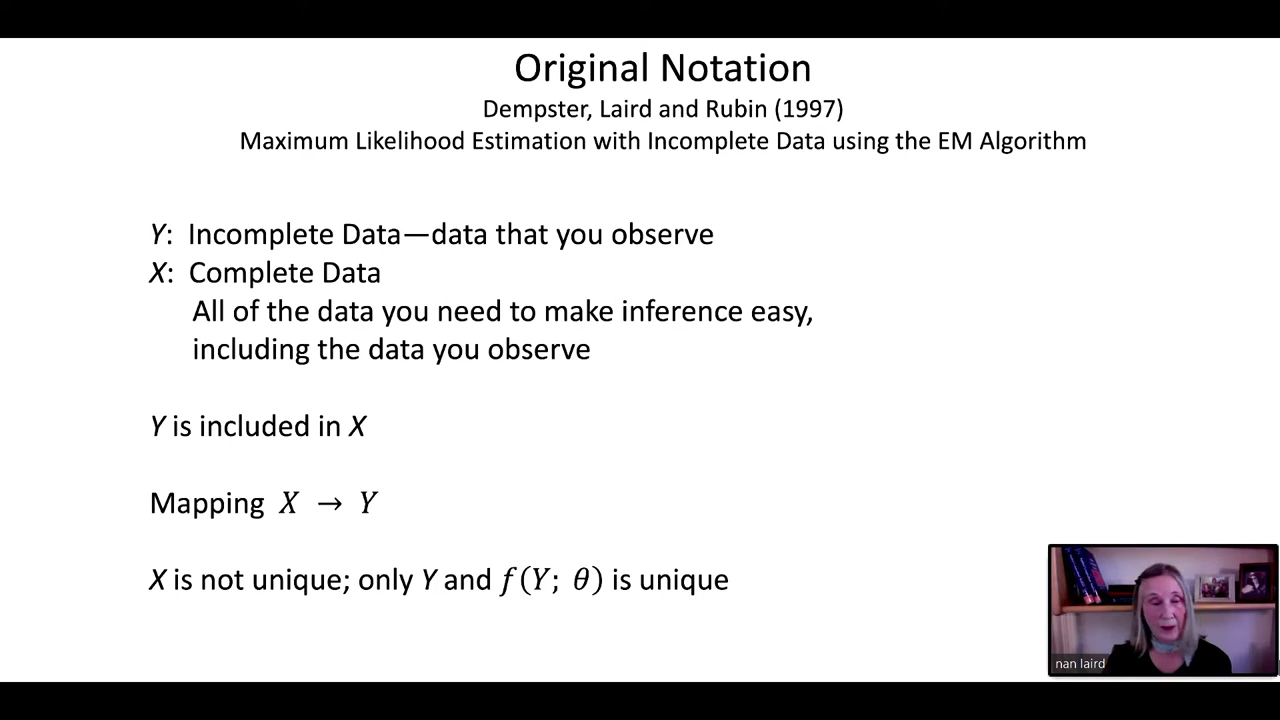 Original Notation
Dempster, Laird and Rubin (1997)
Maximum Likelihood Estimation with Incomplete Data using the EM Algorithm
Y: Incomplete Data—data that you observe
X: Complete Data
All of the data you need to make inference easy,
including the data you observe
Y is included in X
Mapping X → Y
X is not unique; only Y and f(Y; θ) is unique
nan laird